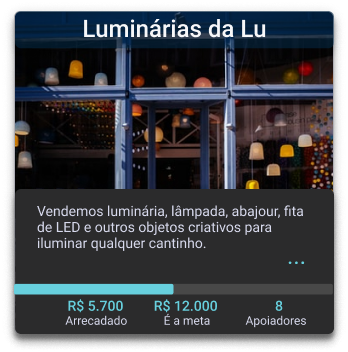 Luminárias da Lu
Vendemos luminária, lâmpada, abajour, fita
de LED e outros objetos criativos para
iluminar qualquer cantinho.
...
R$ 5.700 R$ 12.000 8
Arrecadado É a meta Apoiadores